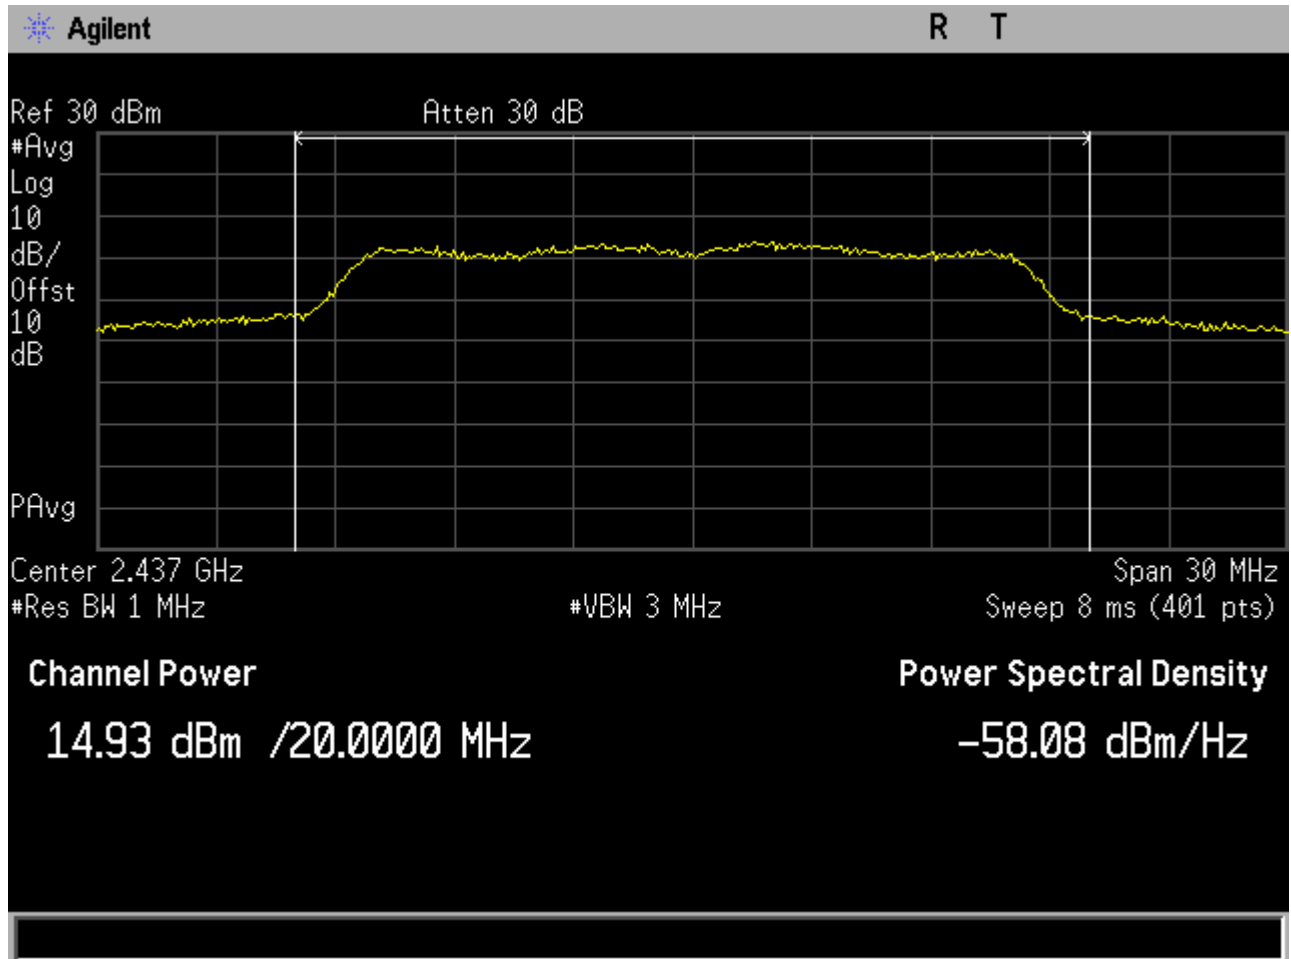 Agilent R T
Ref 30 dBm Atten 30 dB
#Avg
Log
10
dB/
Offst
10
dB
PAvg
Center 2.437 GHz Span 30 MHz
#Res BW 1 MHz #VBW 3 MHz Sweep 8 ms (401 pts)
Channel Power Power Spectral Density
14.93 dBm /20.0000 MHz -58.08 dBm/Hz